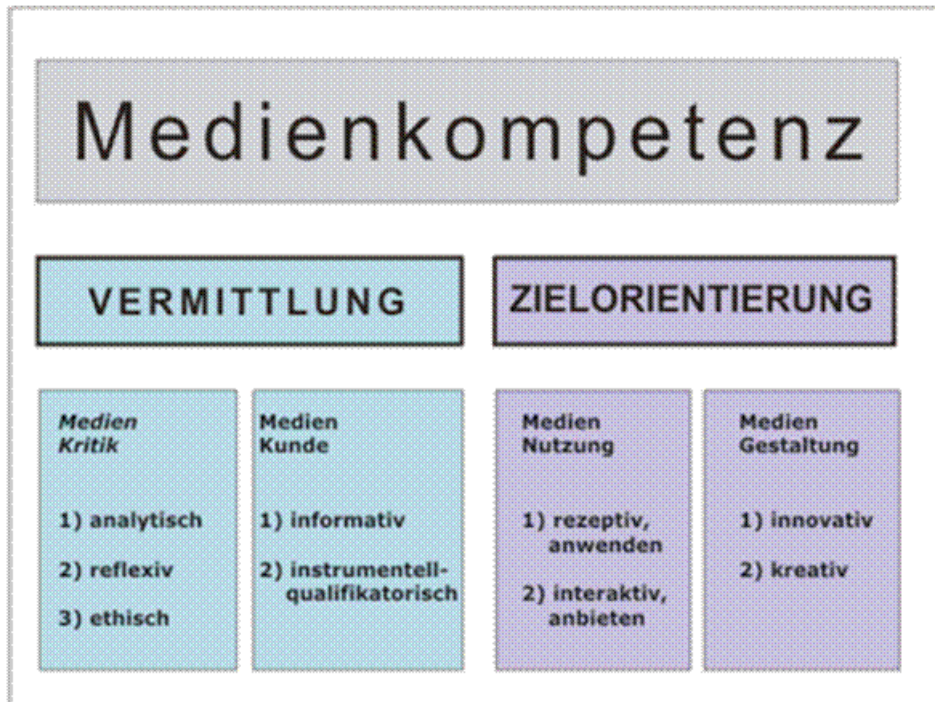 Medienkompetenz
VERMITTLUNG
ZIELORIENTIERUNG
Medien
Kritik
1) analytisch
2) reflexiv
3) ethisch
Medien
Kunde
1) informativ
2) instrumentell-
qualifikatorisch
Medien
Nutzung
1) rezeptiv,
anwenden
2) interaktiv,
anbieten
Medien
Gestaltung
1) innovativ
2) kreativ